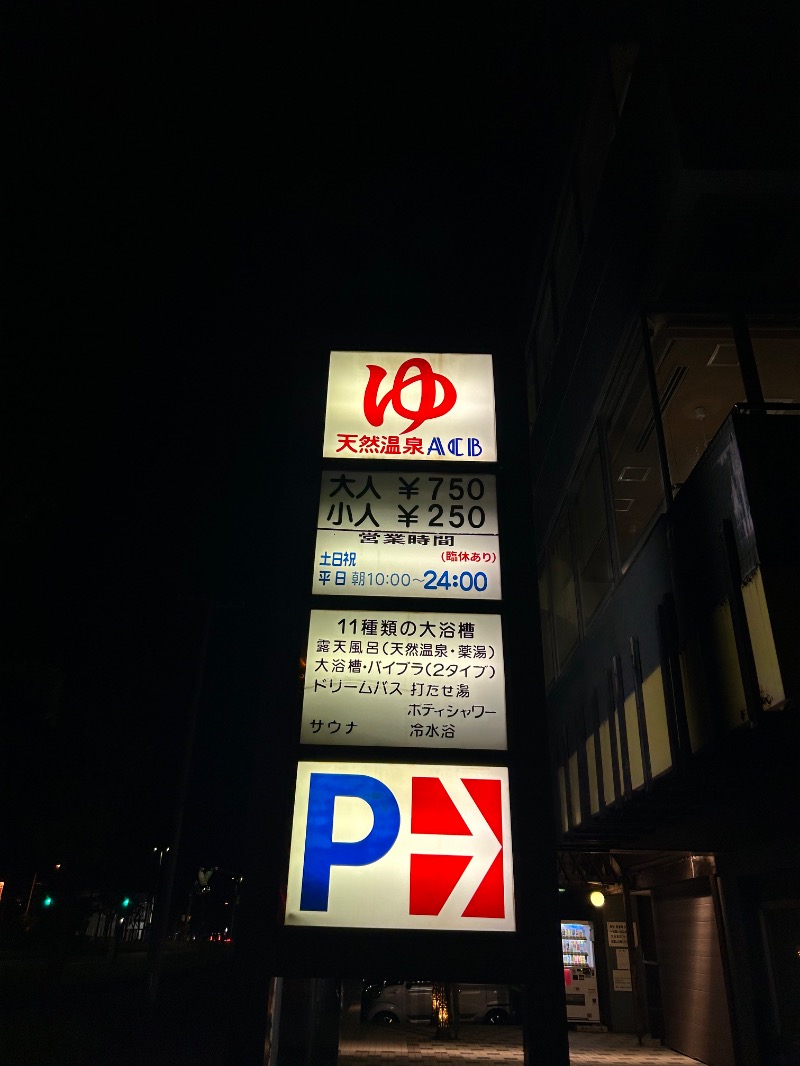 ゆ
天然温泉ACB
大人 ￥750
小人 ￥250
営業時間
土日祝 (臨休あり)
平日 朝10:00~24:00
11種類の大浴槽
露天風呂(天然温泉・薬湯)
大浴槽・バイブラ(2タイプ)
ドリームバス 打たせ湯
ボディシャワー
サウナ 冷水浴
P